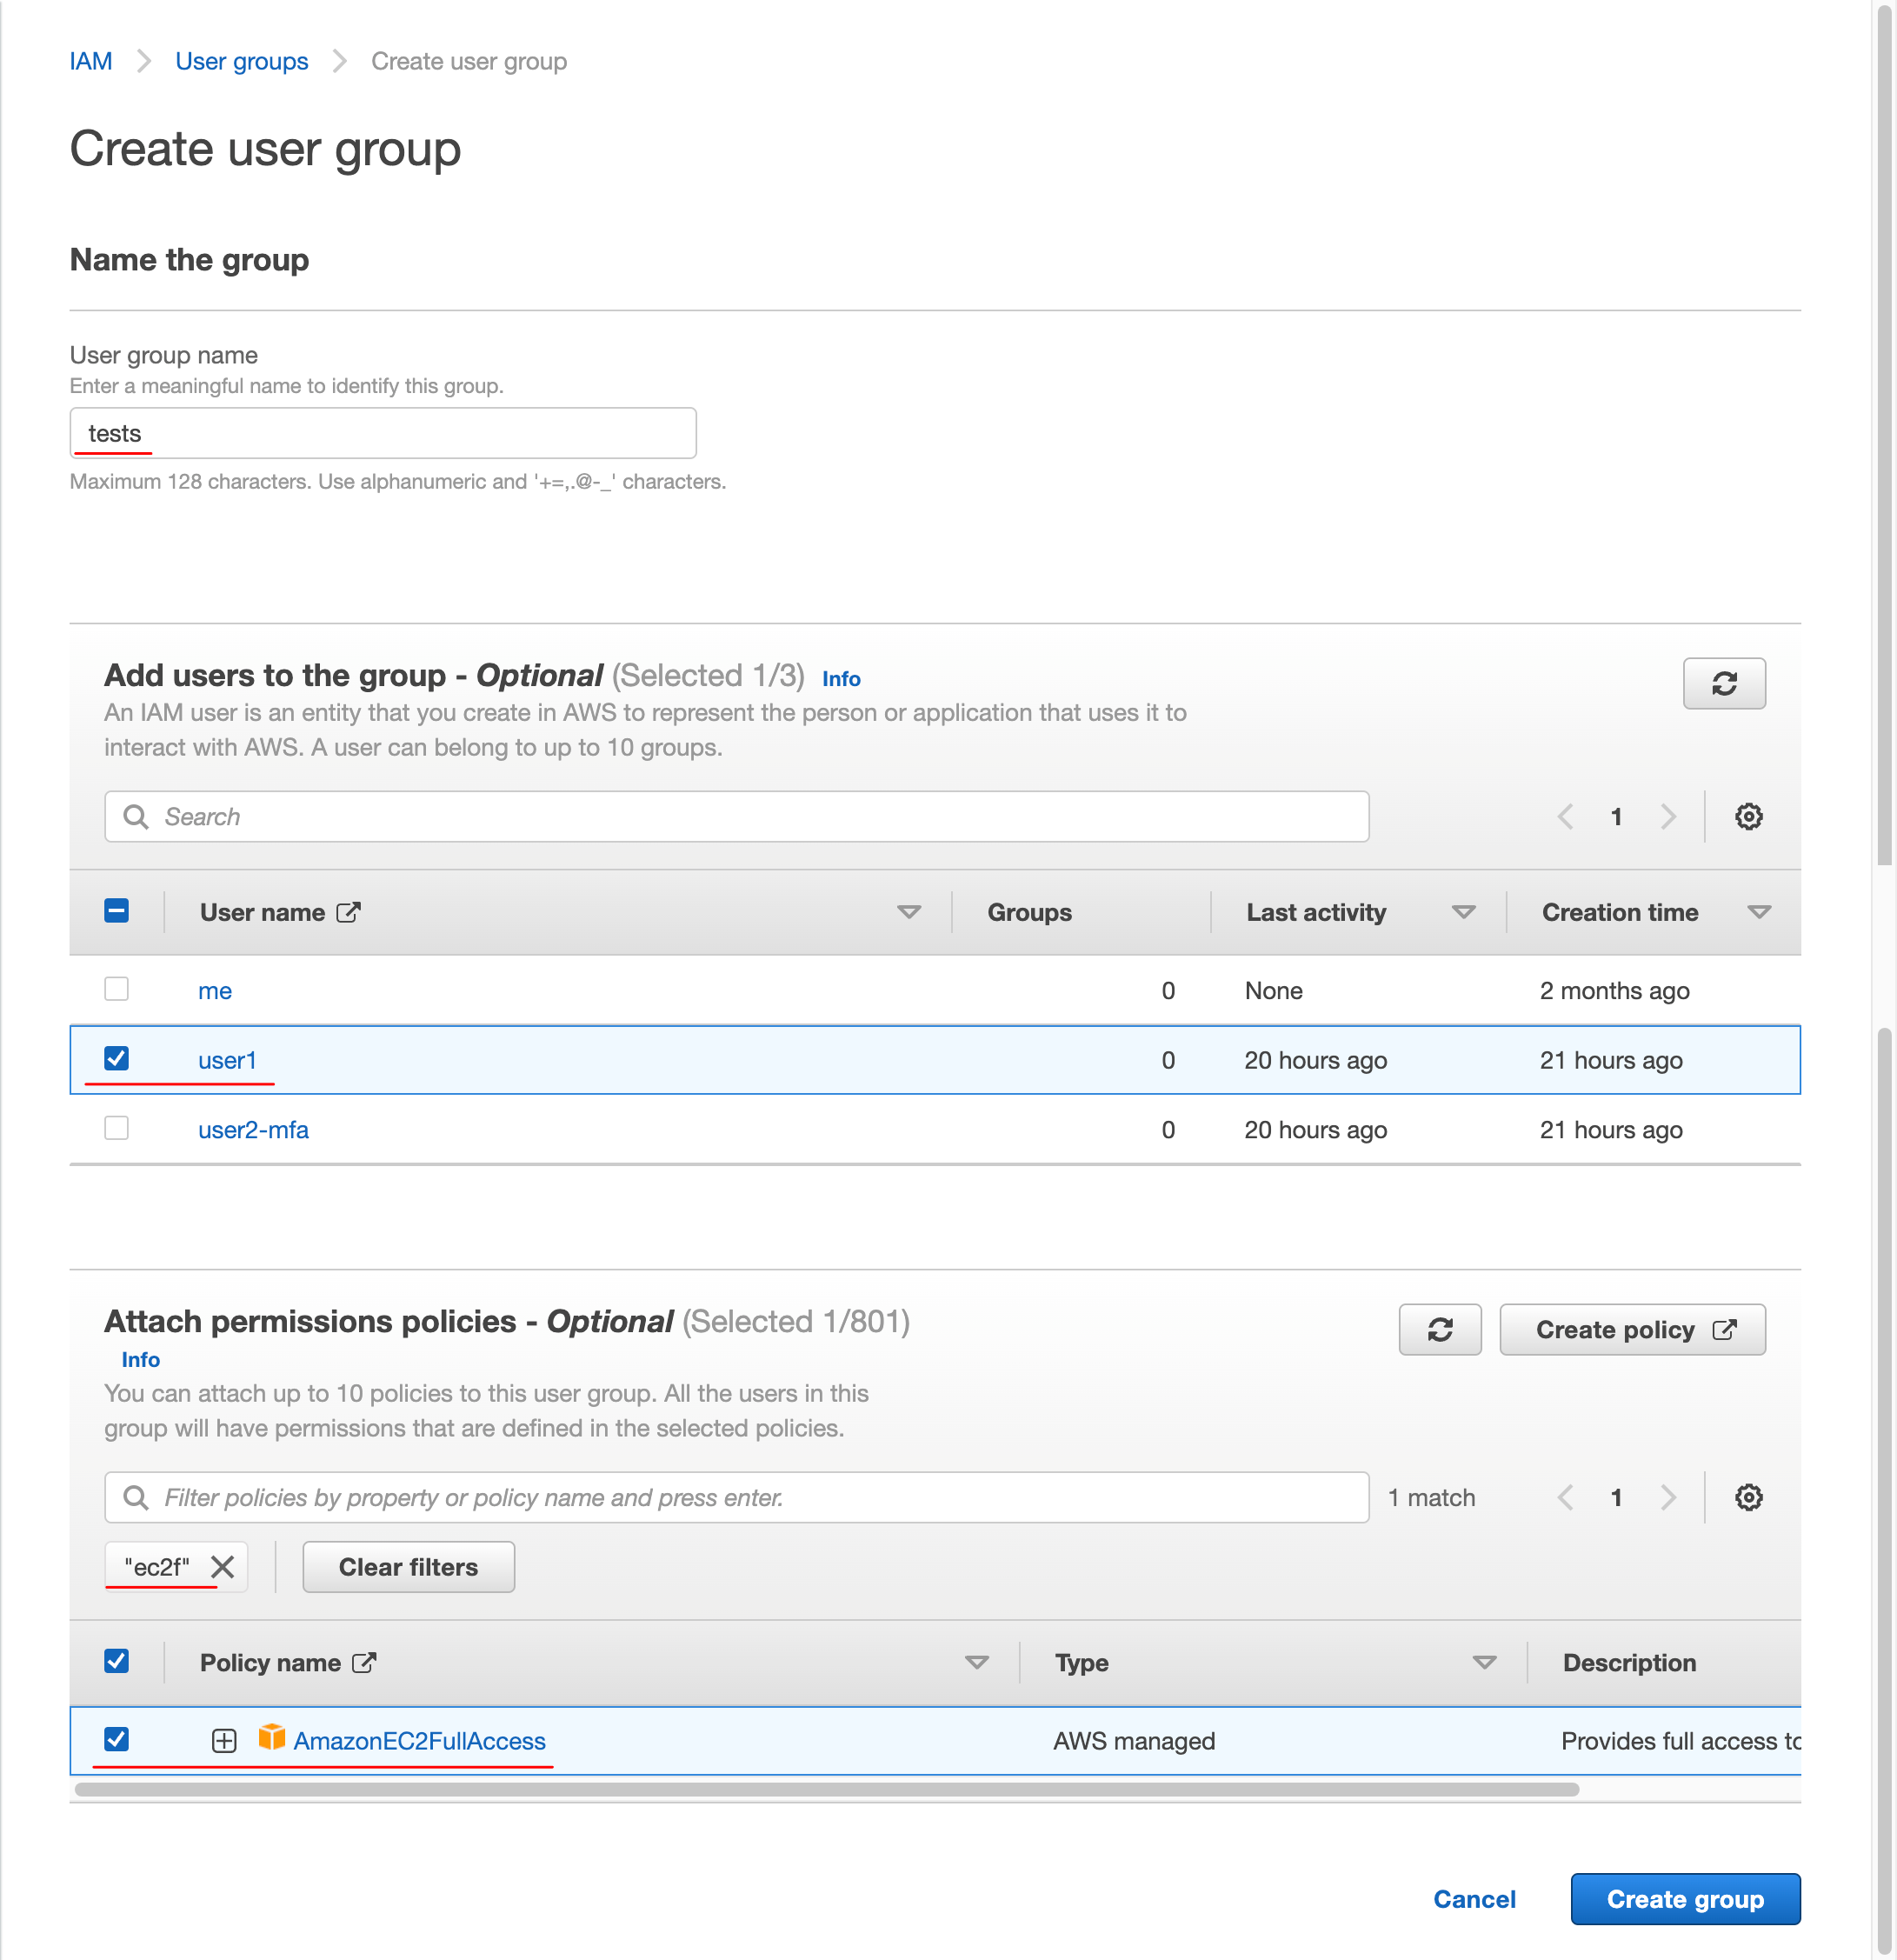 IAM > User groups > Create user group
Create user group
Name the group
User group name
Enter a meaningful name to identify this group.
tests
Maximum 128 characters. Use alphanumeric and '+=,.@-_' characters.
Add users to the group - Optional (Selected 1/3) Info
An IAM user is an entity that you create in AWS to represent the person or application that uses it to
interact with AWS. A user can belong to up to 10 groups.
Search 1
User name Groups Last activity Creation time
me 0 None 2 months ago
user1 0 20 hours ago 21 hours ago
user2-mfa 0 20 hours ago 21 hours ago
Attach permissions policies - Optional (Selected 1/801)
Create policy
Info
You can attach up to 10 policies to this user group. All the users in this
group will have permissions that are defined in the selected policies.
Filter policies by property or policy name and press enter. 1 match 1
"ec2f" Clear filters
Policy name Type Description
AmazonEC2FullAccess AWS managed Provides full access to
Cancel Create group